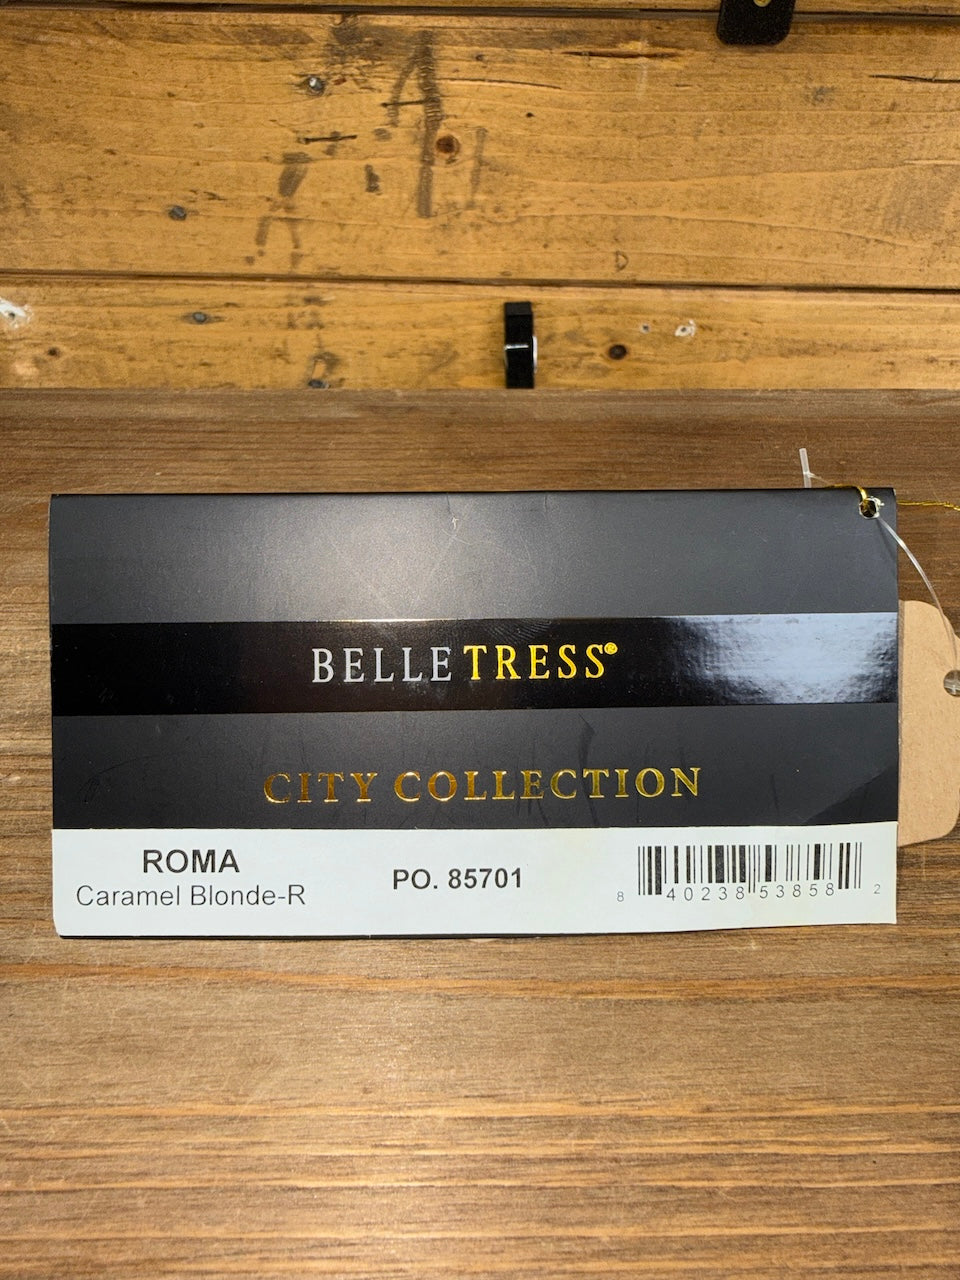 BELLETRESS®
CITY COLLECTION
ROMA
Caramel Blonde-R
PO. 85701
8 40238 53858 2